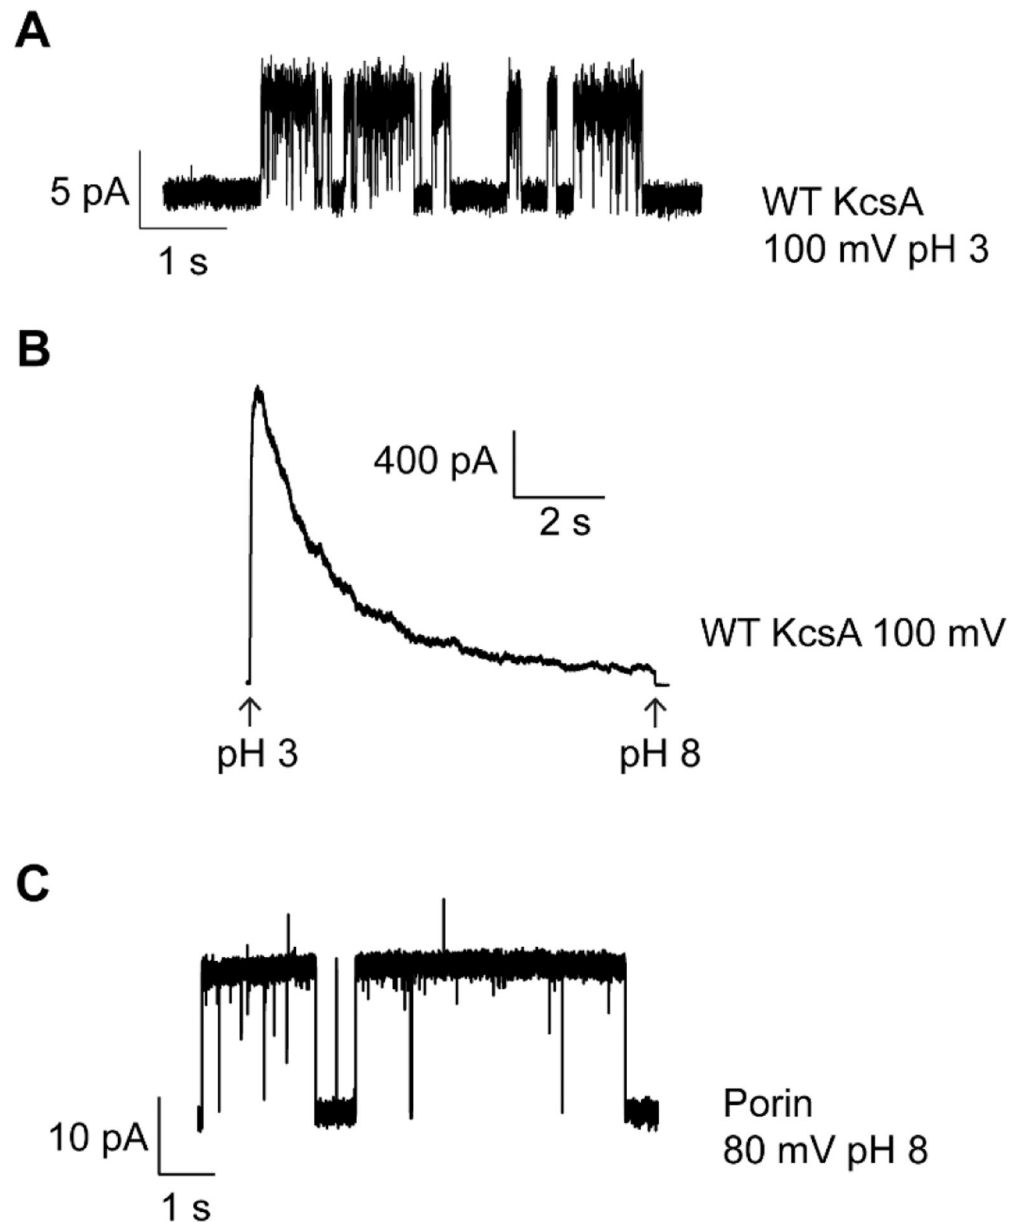 A
5 pA
1 s
WT KcsA
100 mV pH 3
B
400 pA
2 s
WT KcsA 100 mV
pH 3
pH 8
C
10 pA
1 s
Porin
80 mV pH 8